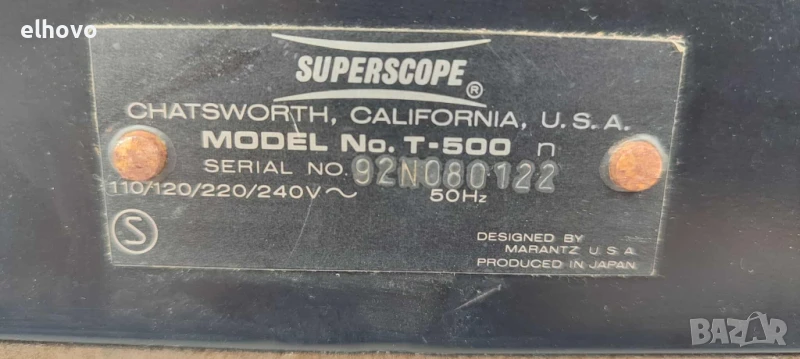 elhovo
SUPERSCOPE ®
CHATSWORTH, CALIFORNIA, U.S.A.
MODEL No. T-500 n
SERIAL NO. 92N080122
110/120/220/240V～ 50Hz
S
DESIGNED BY
MARANTZ U.S.A
PRODUCED IN JAPAN
BAZAR